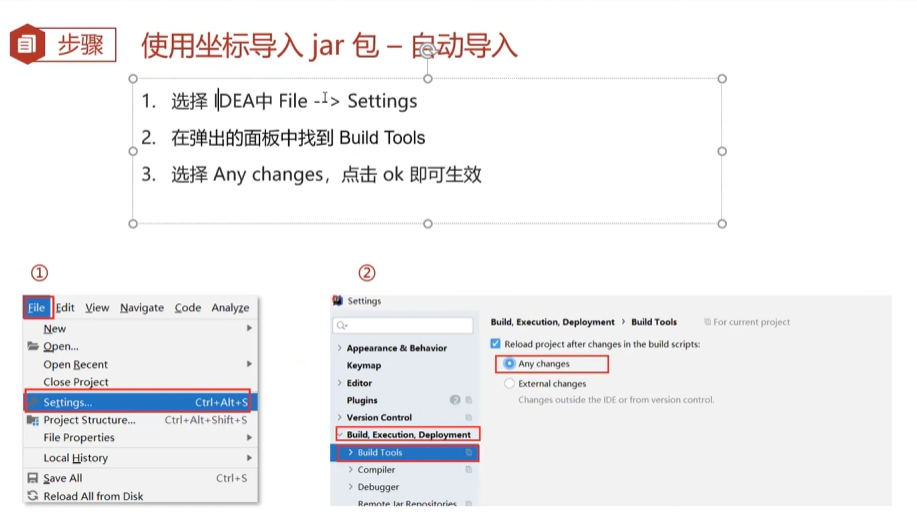 步骤
使用坐标导入 jar 包 – 自动导入
1. 选择 IDEA中 File --> Settings
2. 在弹出的面板中找到 Build Tools
3. 选择 Any changes，点击 ok 即可生效
①
②
File Edit View Navigate Code Analyze
New
Open...
Open Recent
Close Project
Settings... Ctrl+Alt+S
Project Structure... Ctrl+Alt+Shift+S
File Properties
Local History
Save All Ctrl+S
Reload All from Disk
Settings
Appearance & Behavior
Keymap
Editor
Plugins 2
Version Control
Build, Execution, Deployment
Build Tools
Compiler
Debugger
Remote Jar Repositories
Build, Execution, Deployment › Build Tools For current project
Reload project after changes in the build scripts:
Any changes
External changes
Changes outside the IDE or from version control.